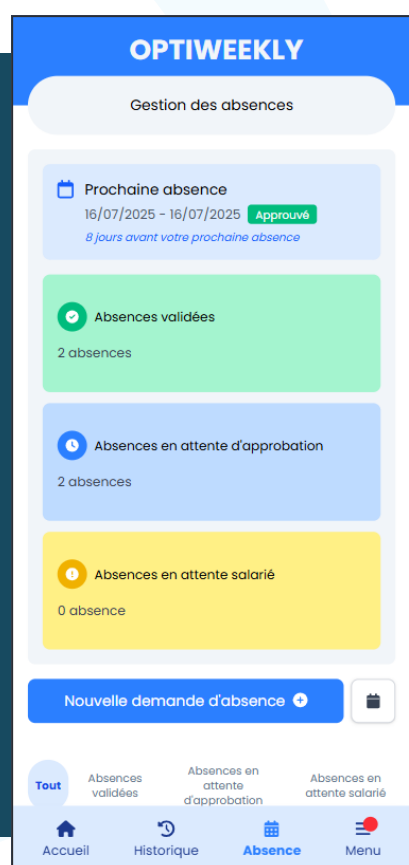 OPTIWEEKLY
Gestion des absences
Prochaine absence
16/07/2025 - 16/07/2025 Approuvé
8 jours avant votre prochaine absence
Absences validées
2 absences
Absences en attente d'approbation
2 absences
Absences en attente salarié
0 absence
Nouvelle demande d'absence
Tout
Absences
validées
Absences en
attente
d'approbation
Absences en
attente salarié
Accueil
Historique
Absence
Menu